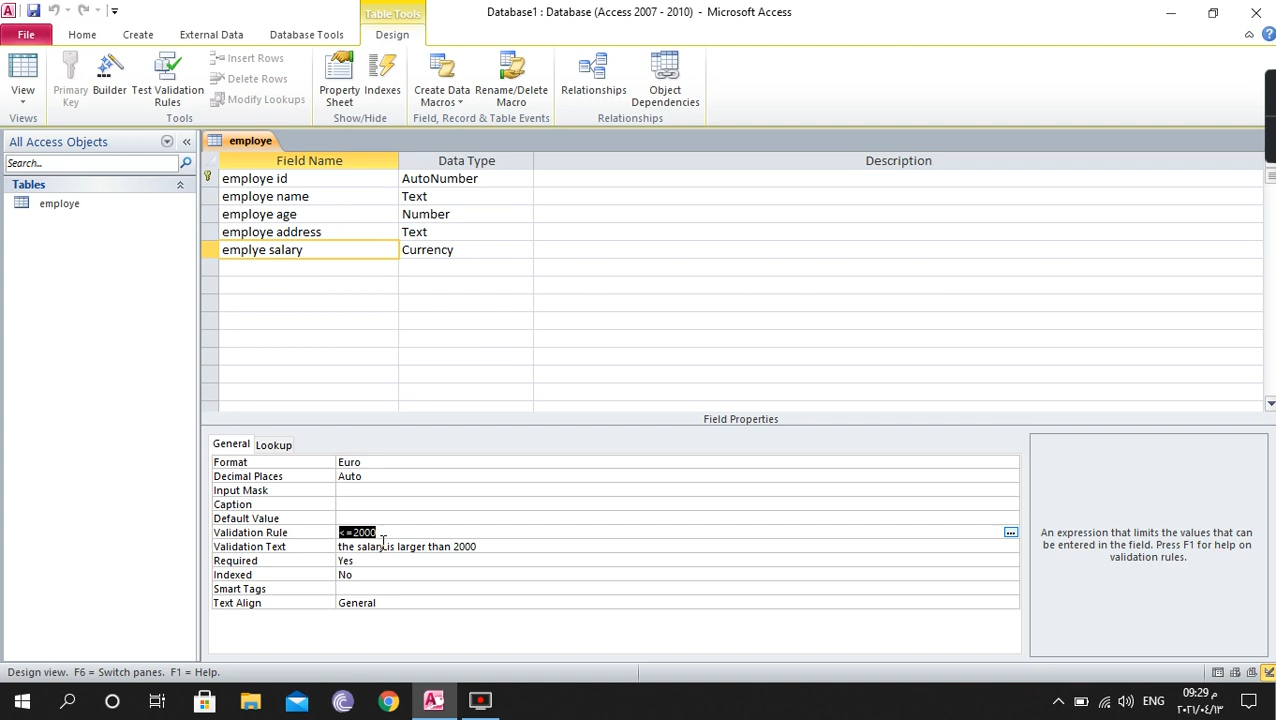 Table Tools
Database1 : Database (Access 2007 - 2010) - Microsoft Access
File Home Create External Data Database Tools Design
View
Primary Key
Builder
Test Validation Rules
Insert Rows
Delete Rows
Modify Lookups
Property Sheet
Indexes
Create Data Macros
Rename/Delete Macro
Relationships
Object Dependencies
Views Tools Show/Hide Field, Record & Table Events Relationships
All Access Objects
Search...
Tables
employe
employe
Field Name Data Type Description
employe id AutoNumber
employe name Text
employe age Number
employe address Text
emplye salary Currency
Field Properties
General Lookup
Format Euro
Decimal Places Auto
Input Mask
Caption
Default Value
Validation Rule <=2000
Validation Text the salary is larger than 2000
Required Yes
Indexed No
Smart Tags
Text Align General
An expression that limits the values that can be entered in the field. Press F1 for help on validation rules.
Design view. F6 = Switch panes. F1 = Help.
ENG
م 09:29
٢٠٢١/٠٤/١٣